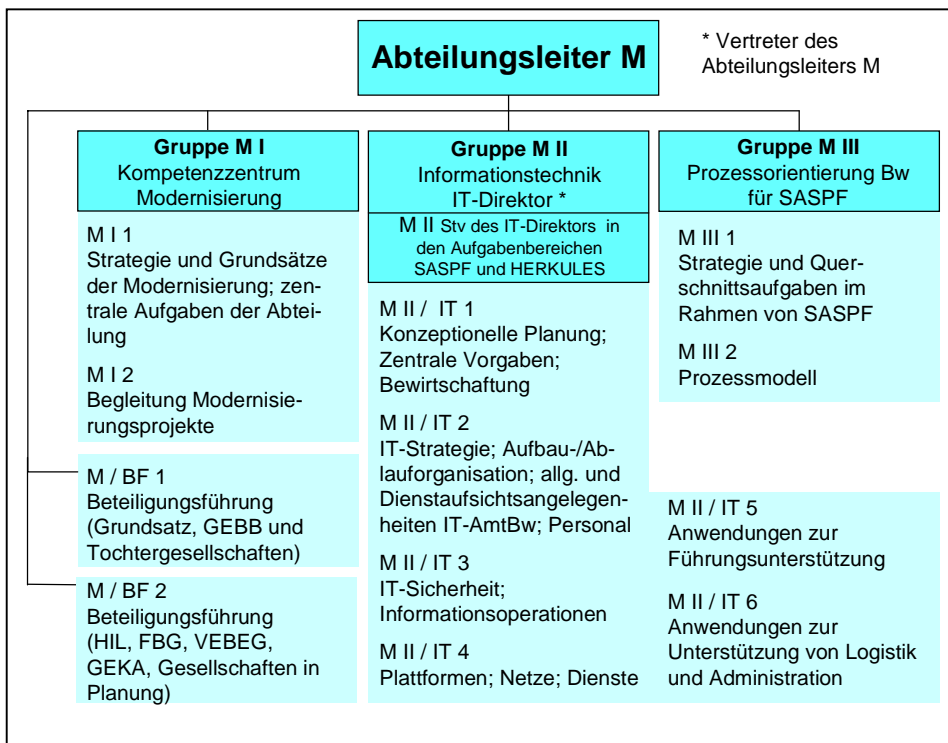 Abteilungsleiter M
* Vertreter des
Abteilungsleiters M
Gruppe M I
Kompetenzzentrum
Modernisierung
M I 1
Strategie und Grundsätze
der Modernisierung; zen-
trale Aufgaben der Abtei-
lung
M I 2
Begleitung Modernisie-
rungsprojekte
M / BF 1
Beteiligungsführung
(Grundsatz, GEBB und
Tochtergesellschaften)
M / BF 2
Beteiligungsführung
(HIL, FBG, VEBEG,
GEKA, Gesellschaften in
Planung)
Gruppe M II
Informationstechnik
IT-Direktor *
M II Stv des IT-Direktors in
den Aufgabenbereichen
SASPF und HERKULES
M II / IT 1
Konzeptionelle Planung;
Zentrale Vorgaben;
Bewirtschaftung
M II / IT 2
IT-Strategie; Aufbau-/Ab-
lauforganisation; allg. und
Dienstaufsichtsangelegen-
heiten IT-AmtBw; Personal
M II / IT 3
IT-Sicherheit;
Informationsoperationen
M II / IT 4
Plattformen; Netze; Dienste
Gruppe M III
Prozessorientierung Bw
für SASPF
M III 1
Strategie und Quer-
schnittsaufgaben im
Rahmen von SASPF
M III 2
Prozessmodell
M II / IT 5
Anwendungen zur
Führungsunterstützung
M II / IT 6
Anwendungen zur
Unterstützung von Logistik
und Administration